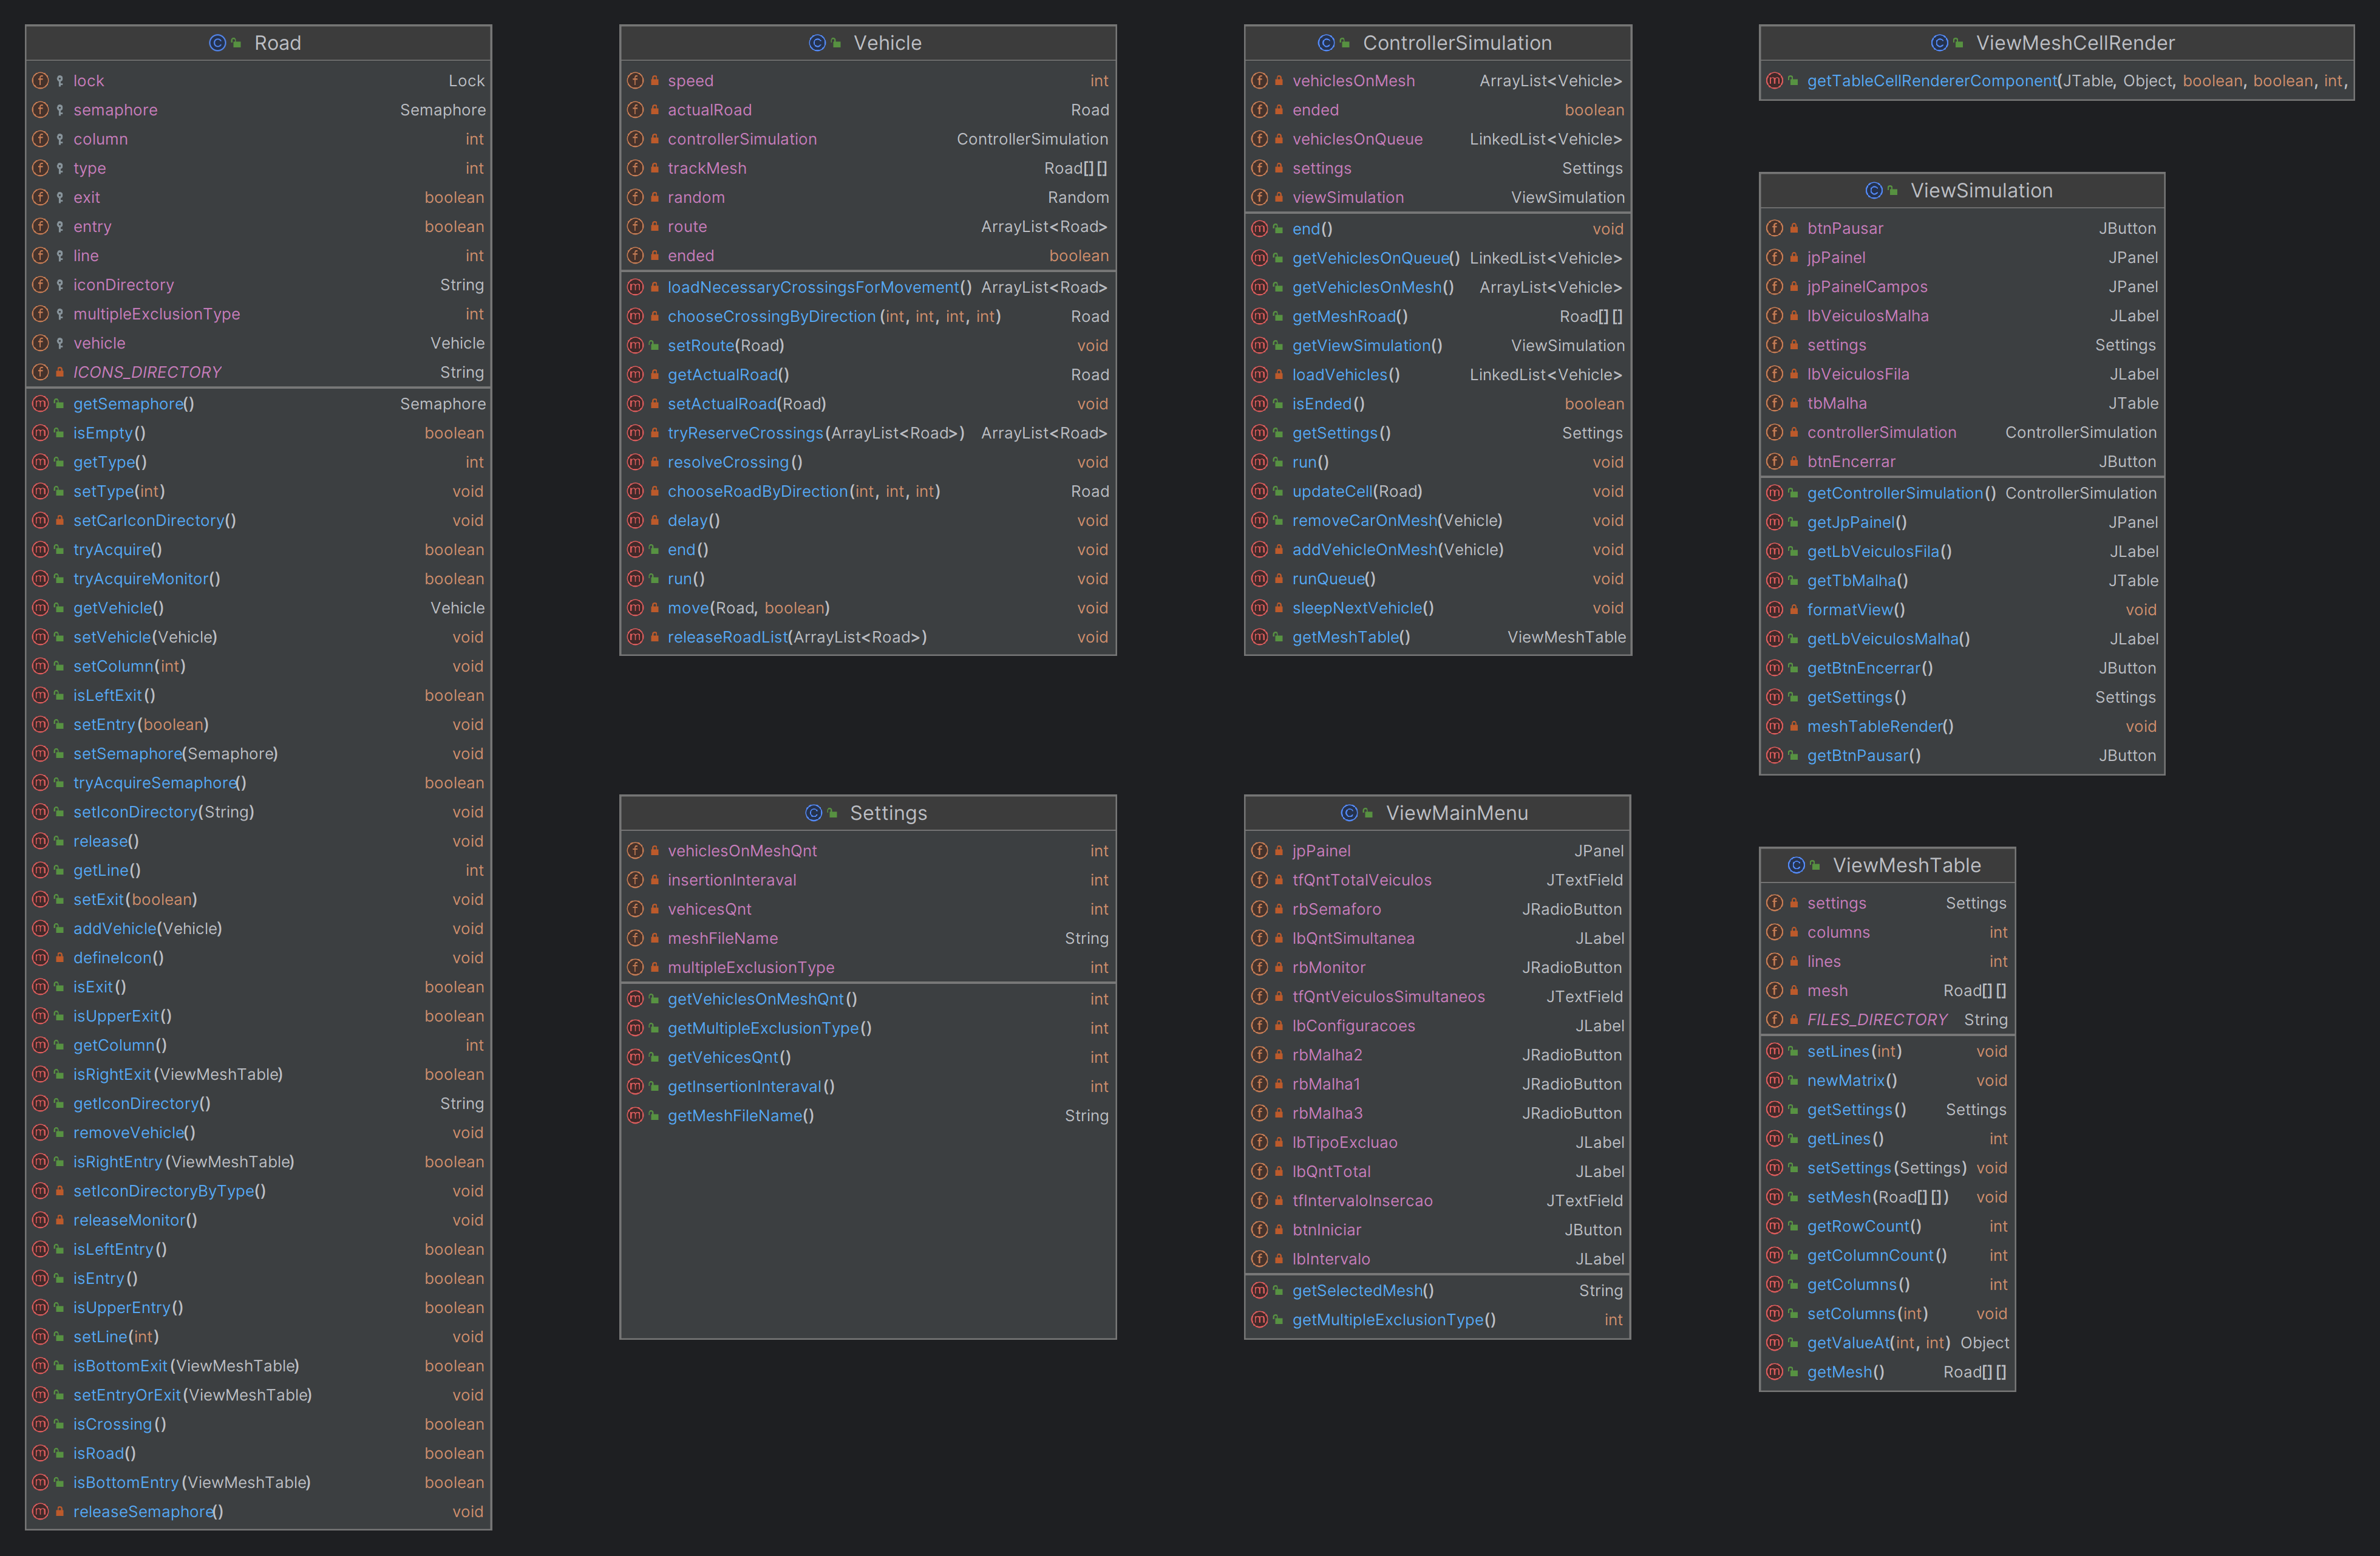 Road
lock Lock
semaphore Semaphore
column int
type int
exit boolean
entry boolean
line int
iconDirectory String
multipleExclusionType int
vehicle Vehicle
ICONS_DIRECTORY String
getSemaphore() Semaphore
isEmpty() boolean
getType() int
setType(int) void
setCarIconDirectory() void
tryAcquire() boolean
tryAcquireMonitor() boolean
getVehicle() Vehicle
setVehicle(Vehicle) void
setColumn(int) void
isLeftExit() boolean
setEntry(boolean) void
setSemaphore(Semaphore) void
tryAcquireSemaphore() boolean
setIconDirectory(String) void
release() void
getLine() int
setExit(boolean) void
addVehicle(Vehicle) void
defineIcon() void
isExit() boolean
isUpperExit() boolean
getColumn() int
isRightExit(ViewMeshTable) boolean
getIconDirectory() String
removeVehicle() void
isRightEntry(ViewMeshTable) boolean
setIconDirectoryByType() void
releaseMonitor() void
isLeftEntry() boolean
isEntry() boolean
isUpperEntry() boolean
setLine(int) void
isBottomExit(ViewMeshTable) boolean
setEntryOrExit(ViewMeshTable) void
isCrossing() boolean
isRoad() boolean
isBottomEntry(ViewMeshTable) boolean
releaseSemaphore() void
Vehicle
speed int
actualRoad Road
controllerSimulation ControllerSimulation
trackMesh Road[][]
random Random
route ArrayList<Road>
ended boolean
loadNecessaryCrossingsForMovement() ArrayList<Road>
chooseCrossingByDirection(int, int, int, int) Road
setRoute(Road) void
getActualRoad() Road
setActualRoad(Road) void
tryReserveCrossings(ArrayList<Road>) ArrayList<Road>
resolveCrossing() void
chooseRoadByDirection(int, int, int) Road
delay() void
end() void
run() void
move(Road, boolean) void
releaseRoadList(ArrayList<Road>) void
Settings
vehiclesOnMeshQnt int
insertionInteraval int
vehicesQnt int
meshFileName String
multipleExclusionType int
getVehiclesOnMeshQnt() int
getMultipleExclusionType() int
getVehicesQnt() int
getInsertionInteraval() int
getMeshFileName() String
ControllerSimulation
vehiclesOnMesh ArrayList<Vehicle>
ended boolean
vehiclesOnQueue LinkedList<Vehicle>
settings Settings
viewSimulation ViewSimulation
end() void
getVehiclesOnQueue() LinkedList<Vehicle>
getVehiclesOnMesh() ArrayList<Vehicle>
getMeshRoad() Road[][]
getViewSimulation() ViewSimulation
loadVehicles() LinkedList<Vehicle>
isEnded() boolean
getSettings() Settings
run() void
updateCell(Road) void
removeCarOnMesh(Vehicle) void
addVehicleOnMesh(Vehicle) void
runQueue() void
sleepNextVehicle() void
getMeshTable() ViewMeshTable
ViewMainMenu
jpPainel JPanel
tfQntTotalVeiculos JTextField
rbSemaforo JRadioButton
lbQntSimultanea JLabel
rbMonitor JRadioButton
tfQntVeiculosSimultaneos JTextField
lbConfiguracoes JLabel
rbMalha2 JRadioButton
rbMalha1 JRadioButton
rbMalha3 JRadioButton
lbTipoExcluao JLabel
lbQntTotal JLabel
tfIntervaloInsercao JTextField
btnIniciar JButton
lbIntervalo JLabel
getSelectedMesh() String
getMultipleExclusionType() int
ViewMeshCellRender
getTableCellRendererComponent(JTable, Object, boolean, boolean, int,
ViewSimulation
btnPausar JButton
jpPainel JPanel
jpPainelCampos JPanel
lbVeiculosMalha JLabel
settings Settings
lbVeiculosFila JLabel
tbMalha JTable
controllerSimulation ControllerSimulation
btnEncerrar JButton
getControllerSimulation() ControllerSimulation
getJpPainel() JPanel
getLbVeiculosFila() JLabel
getTbMalha() JTable
formatView() void
getLbVeiculosMalha() JLabel
getBtnEncerrar() JButton
getSettings() Settings
meshTableRender() void
getBtnPausar() JButton
ViewMeshTable
settings Settings
columns int
lines int
mesh Road[][]
FILES_DIRECTORY String
setLines(int) void
newMatrix() void
getSettings() Settings
getLines() int
setSettings(Settings) void
setMesh(Road[][]) void
getRowCount() int
getColumnCount() int
getColumns() int
setColumns(int) void
getValueAt(int, int) Object
getMesh() Road[][]